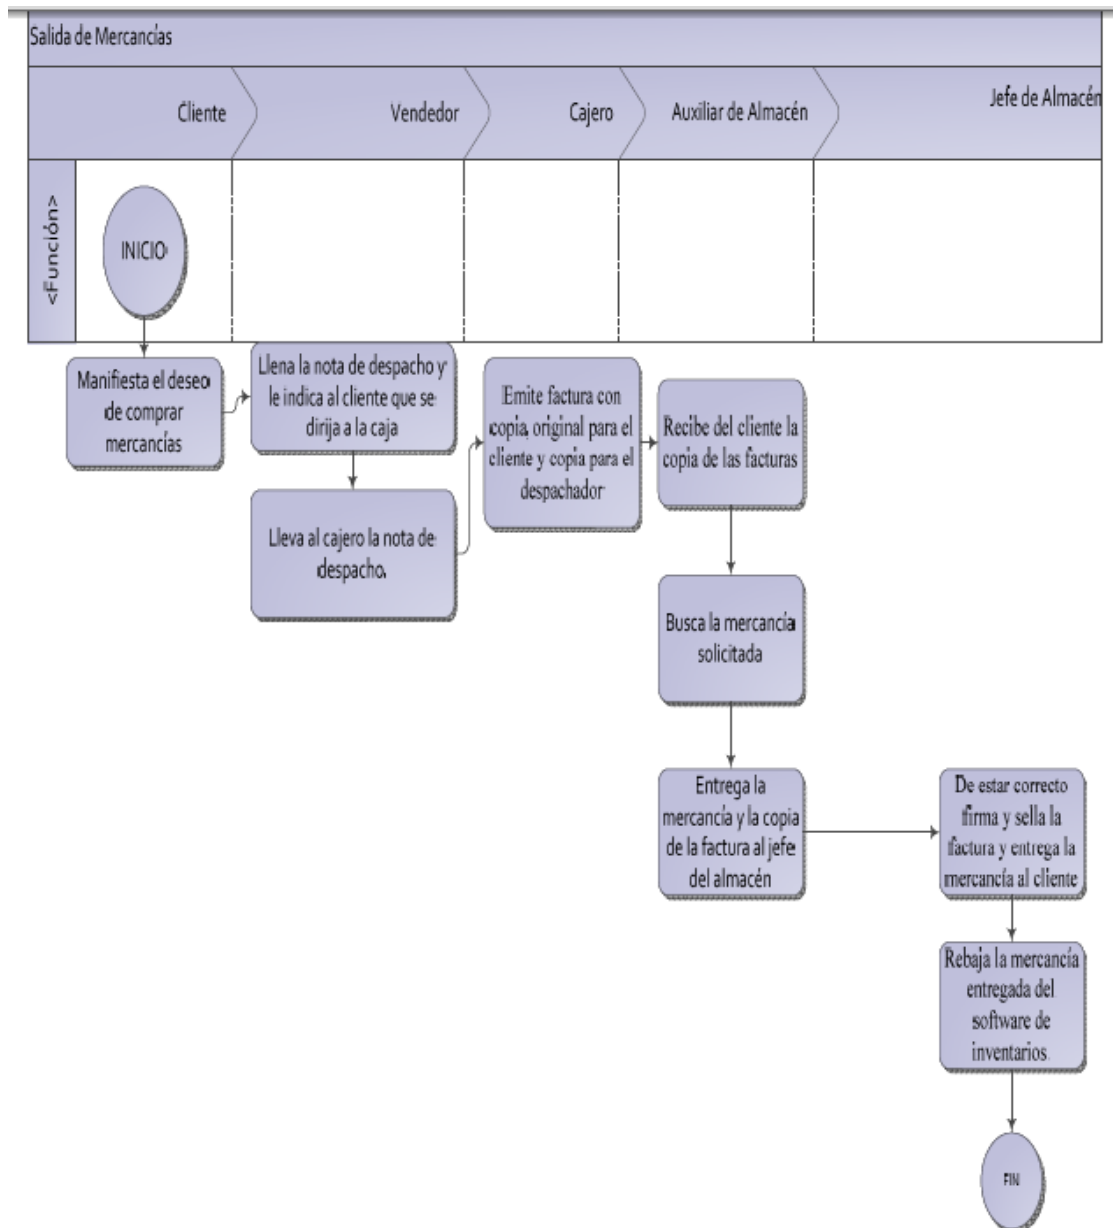 Salida de Mercancías
Cliente
Vendedor
Cajero
Auxiliar de Almacén
Jefe de Almacén
<Función>
INICIO
Manifiesta el deseo
de comprar
mercancías
Llena la nota de despacho y
le indica al cliente que se
dirija a la caja
Lleva al cajero la nota de
despacho.
Emite factura con
copia, original para el
cliente y copia para el
despachador
Recibe del cliente la
copia de las facturas
Busca la mercancía
solicitada
Entrega la
mercancía y la copia
de la factura al jefe
del almacén
De estar correcto
firma y sella la
factura y entrega la
mercancía al cliente
Rebaja la mercancía
entregada del
software de
inventarios.
FIN